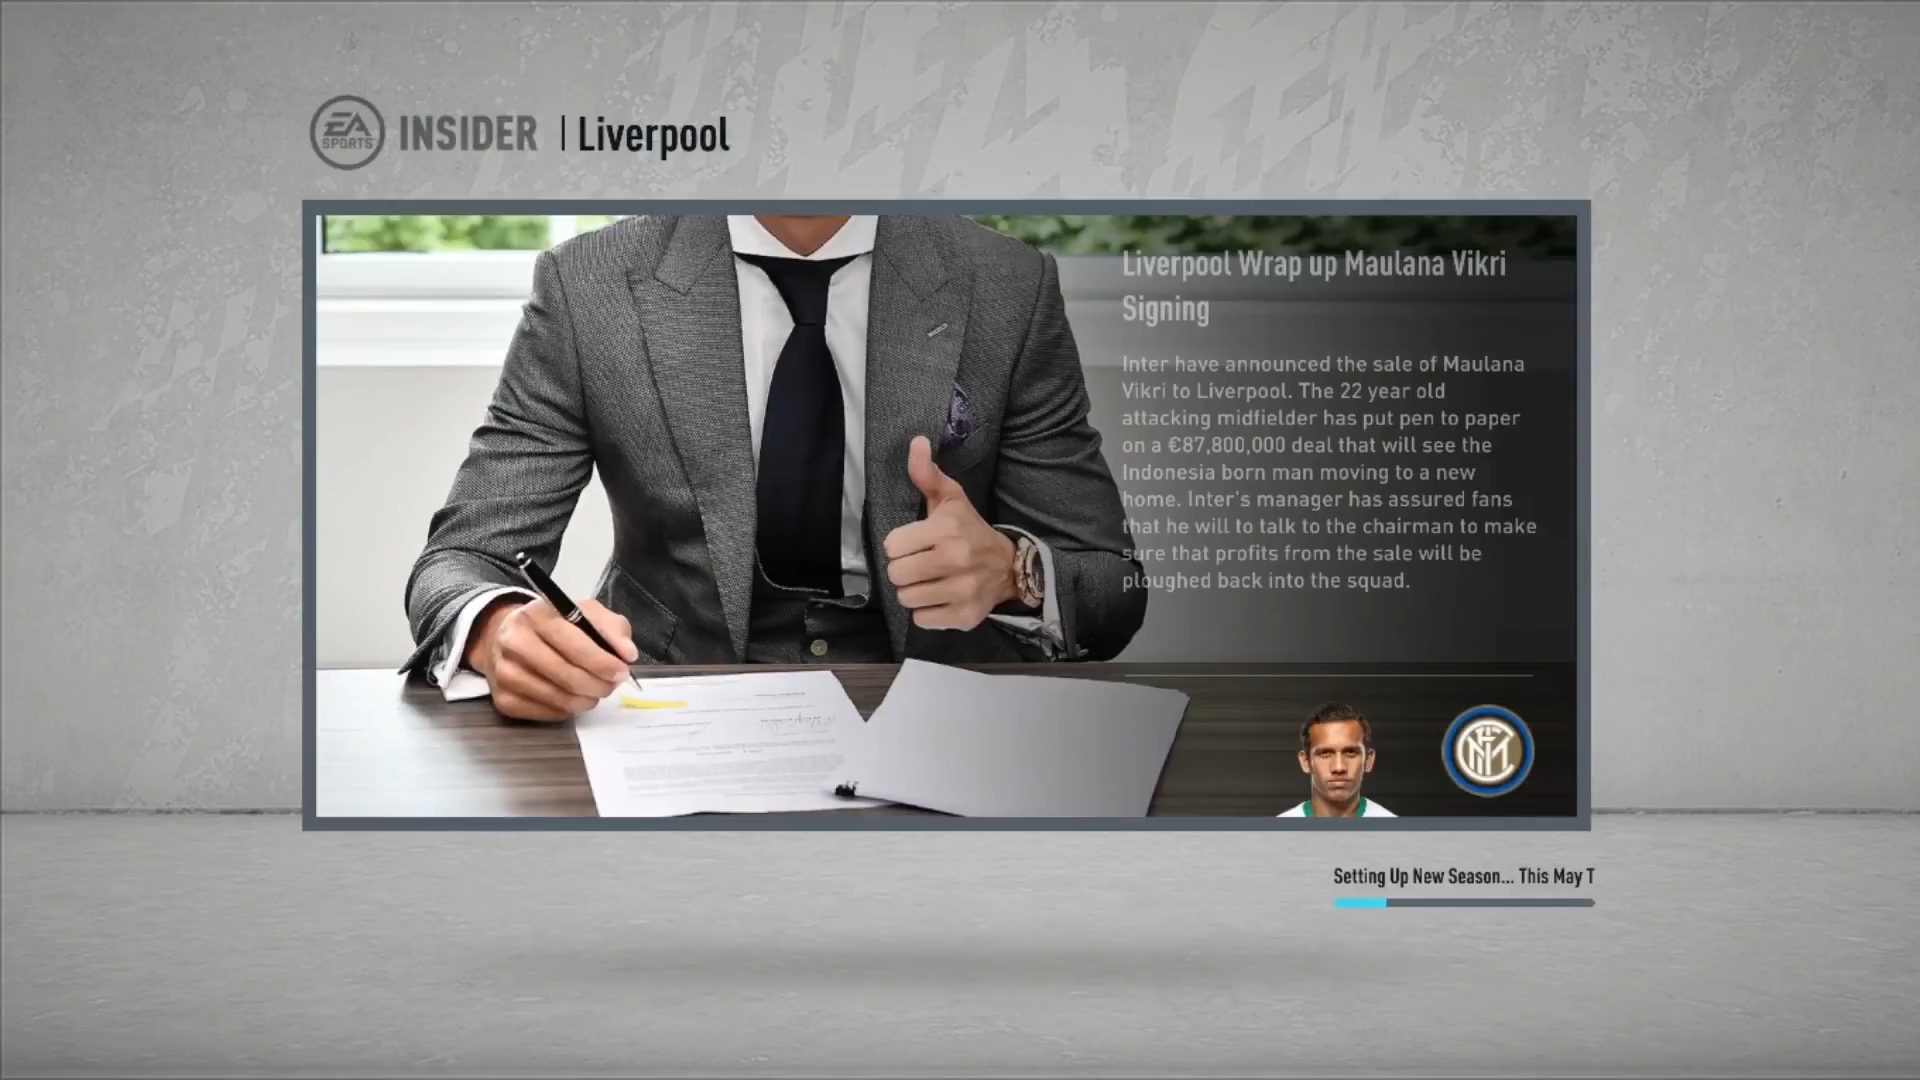 EA
SPORTS
INSIDER | Liverpool
Liverpool Wrap up Maulana Vikri
Signing
Inter have announced the sale of Maulana
Vikri to Liverpool. The 22 year old
attacking midfielder has put pen to paper
on a €87,800,000 deal that will see the
Indonesia born man moving to a new
home. Inter's manager has assured fans
that he will to talk to the chairman to make
sure that profits from the sale will be
ploughed back into the squad.
Setting Up New Season... This May T